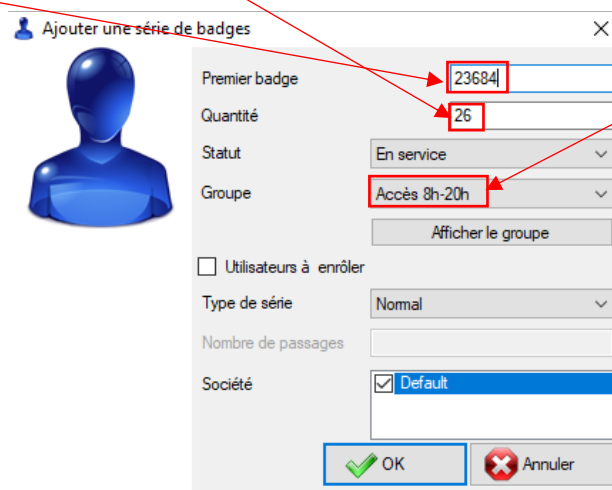 Ajouter une série de badges
Premier badge 23684
Quantité 26
Statut En service
Groupe Accès 8h-20h
Afficher le groupe
Utilisateurs à enrôler
Type de série Normal
Nombre de passages
Société Default
OK Annuler